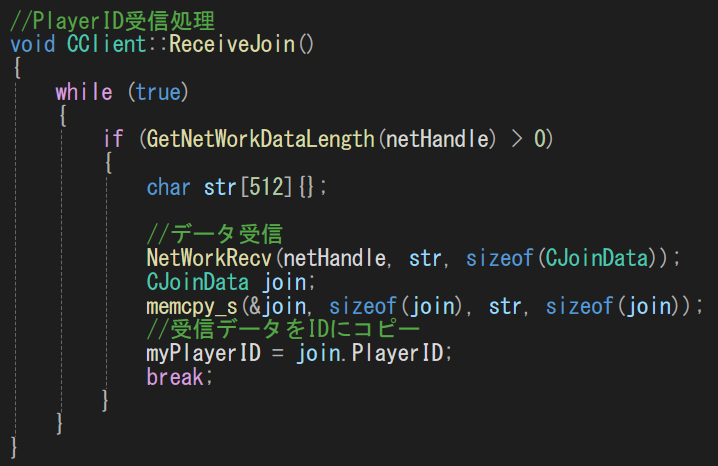 //PlayerID受信処理
void CClient::ReceiveJoin()
{
    while (true)
    {
        if (GetNetWorkDataLength(netHandle) > 0)
        {
            char str[512]{};

            //データ受信
            NetWorkRecv(netHandle, str, sizeof(CJoinData));
            CJoinData join;
            memcpy_s(&join, sizeof(join), str, sizeof(join));
            //受信データをIDにコピー
            myPlayerID = join.PlayerID;
            break;
        }
    }
}